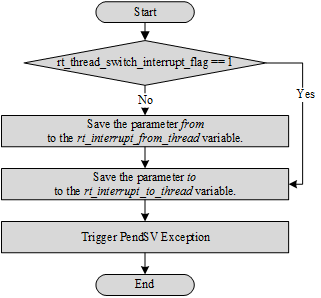 Start
rt_thread_switch_interrupt_flag == 1
No
Yes
Save the parameter from
to the rt_interrupt_from_thread variable.
Save the parameter to
to the rt_interrupt_to_thread variable.
Trigger PendSV Exception
End